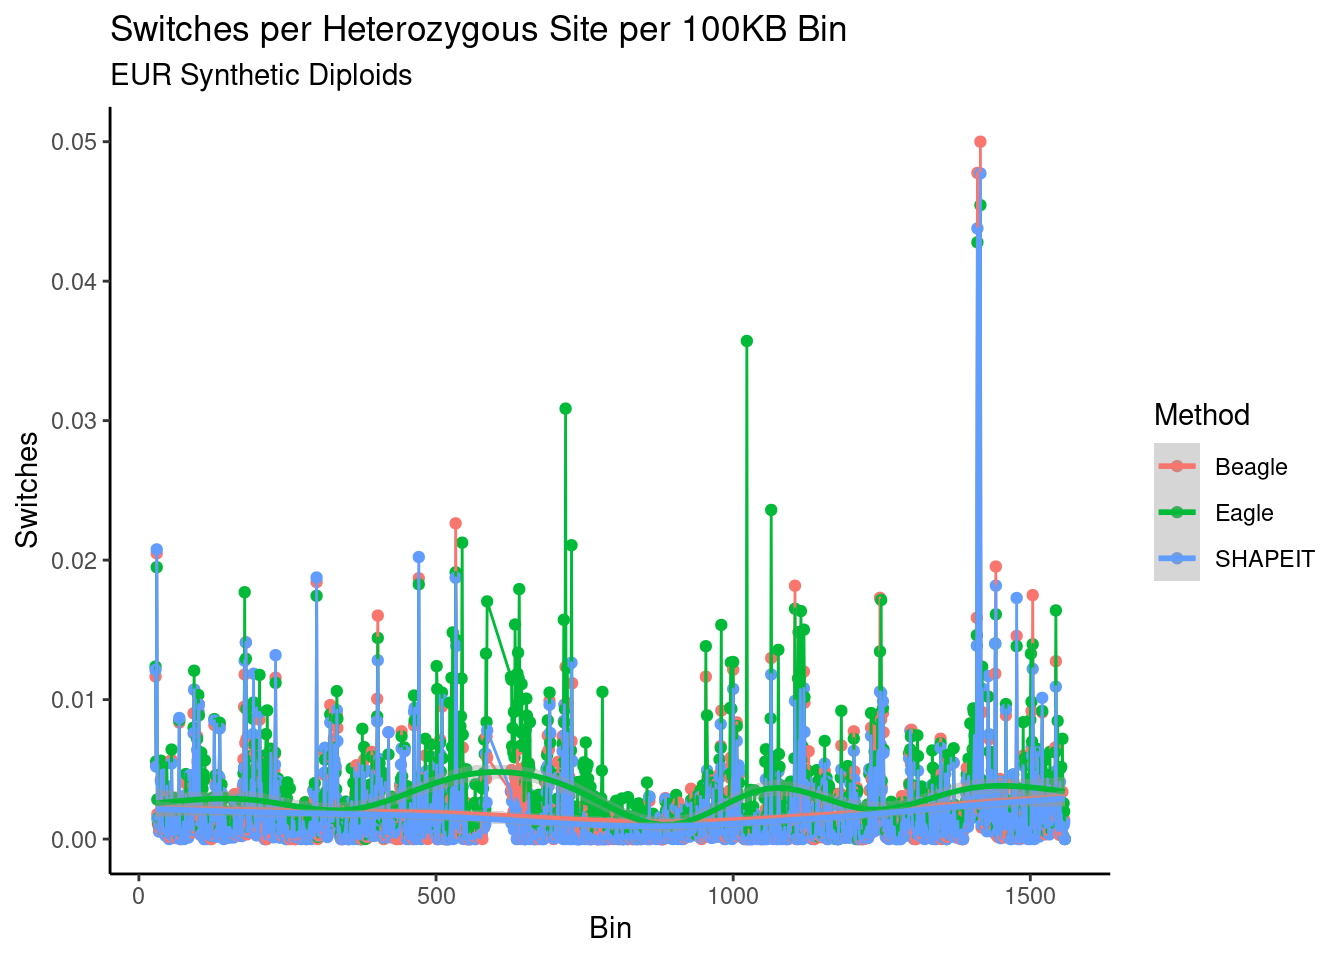 Switches per Heterozygous Site per 100KB Bin
EUR Synthetic Diploids
0.05
0.04
0.03
0.02
0.01
0.00
Switches
0
500
1000
1500
Bin
Method
Beagle
Eagle
SHAPEIT